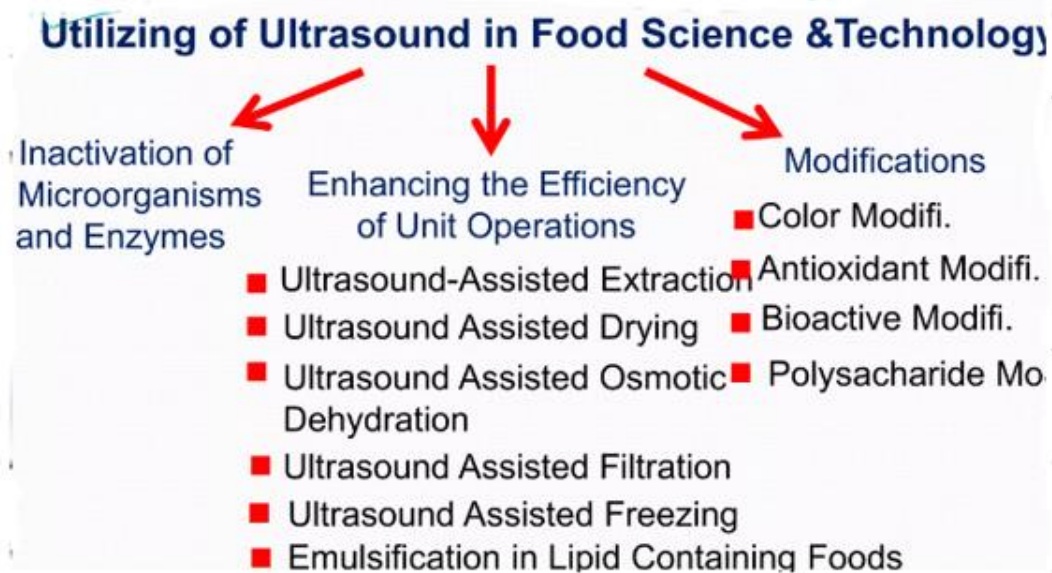 Utilizing of Ultrasound in Food Science &Technology
Inactivation of
Microorganisms
and Enzymes
Enhancing the Efficiency
of Unit Operations
Ultrasound-Assisted Extraction
Ultrasound Assisted Drying
Ultrasound Assisted Osmotic
Dehydration
Ultrasound Assisted Filtration
Ultrasound Assisted Freezing
Emulsification in Lipid Containing Foods
Modifications
Color Modifi.
Antioxidant Modifi.
Bioactive Modifi.
Polysacharide